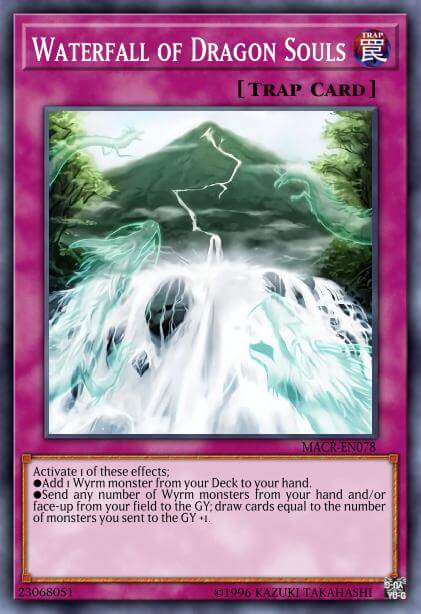 WATERFALL OF DRAGON SOULS
TRAP
罠
[TRAP CARD]
MACR-EN078
Activate 1 of these effects;
●Add 1 Wyrm monster from your Deck to your hand.
●Send any number of Wyrm monsters from your hand and/or
face-up from your field to the GY; draw cards equal to the number
of monsters you sent to the GY +1.
23068051
©1996 KAZUKI TAKAHASHI